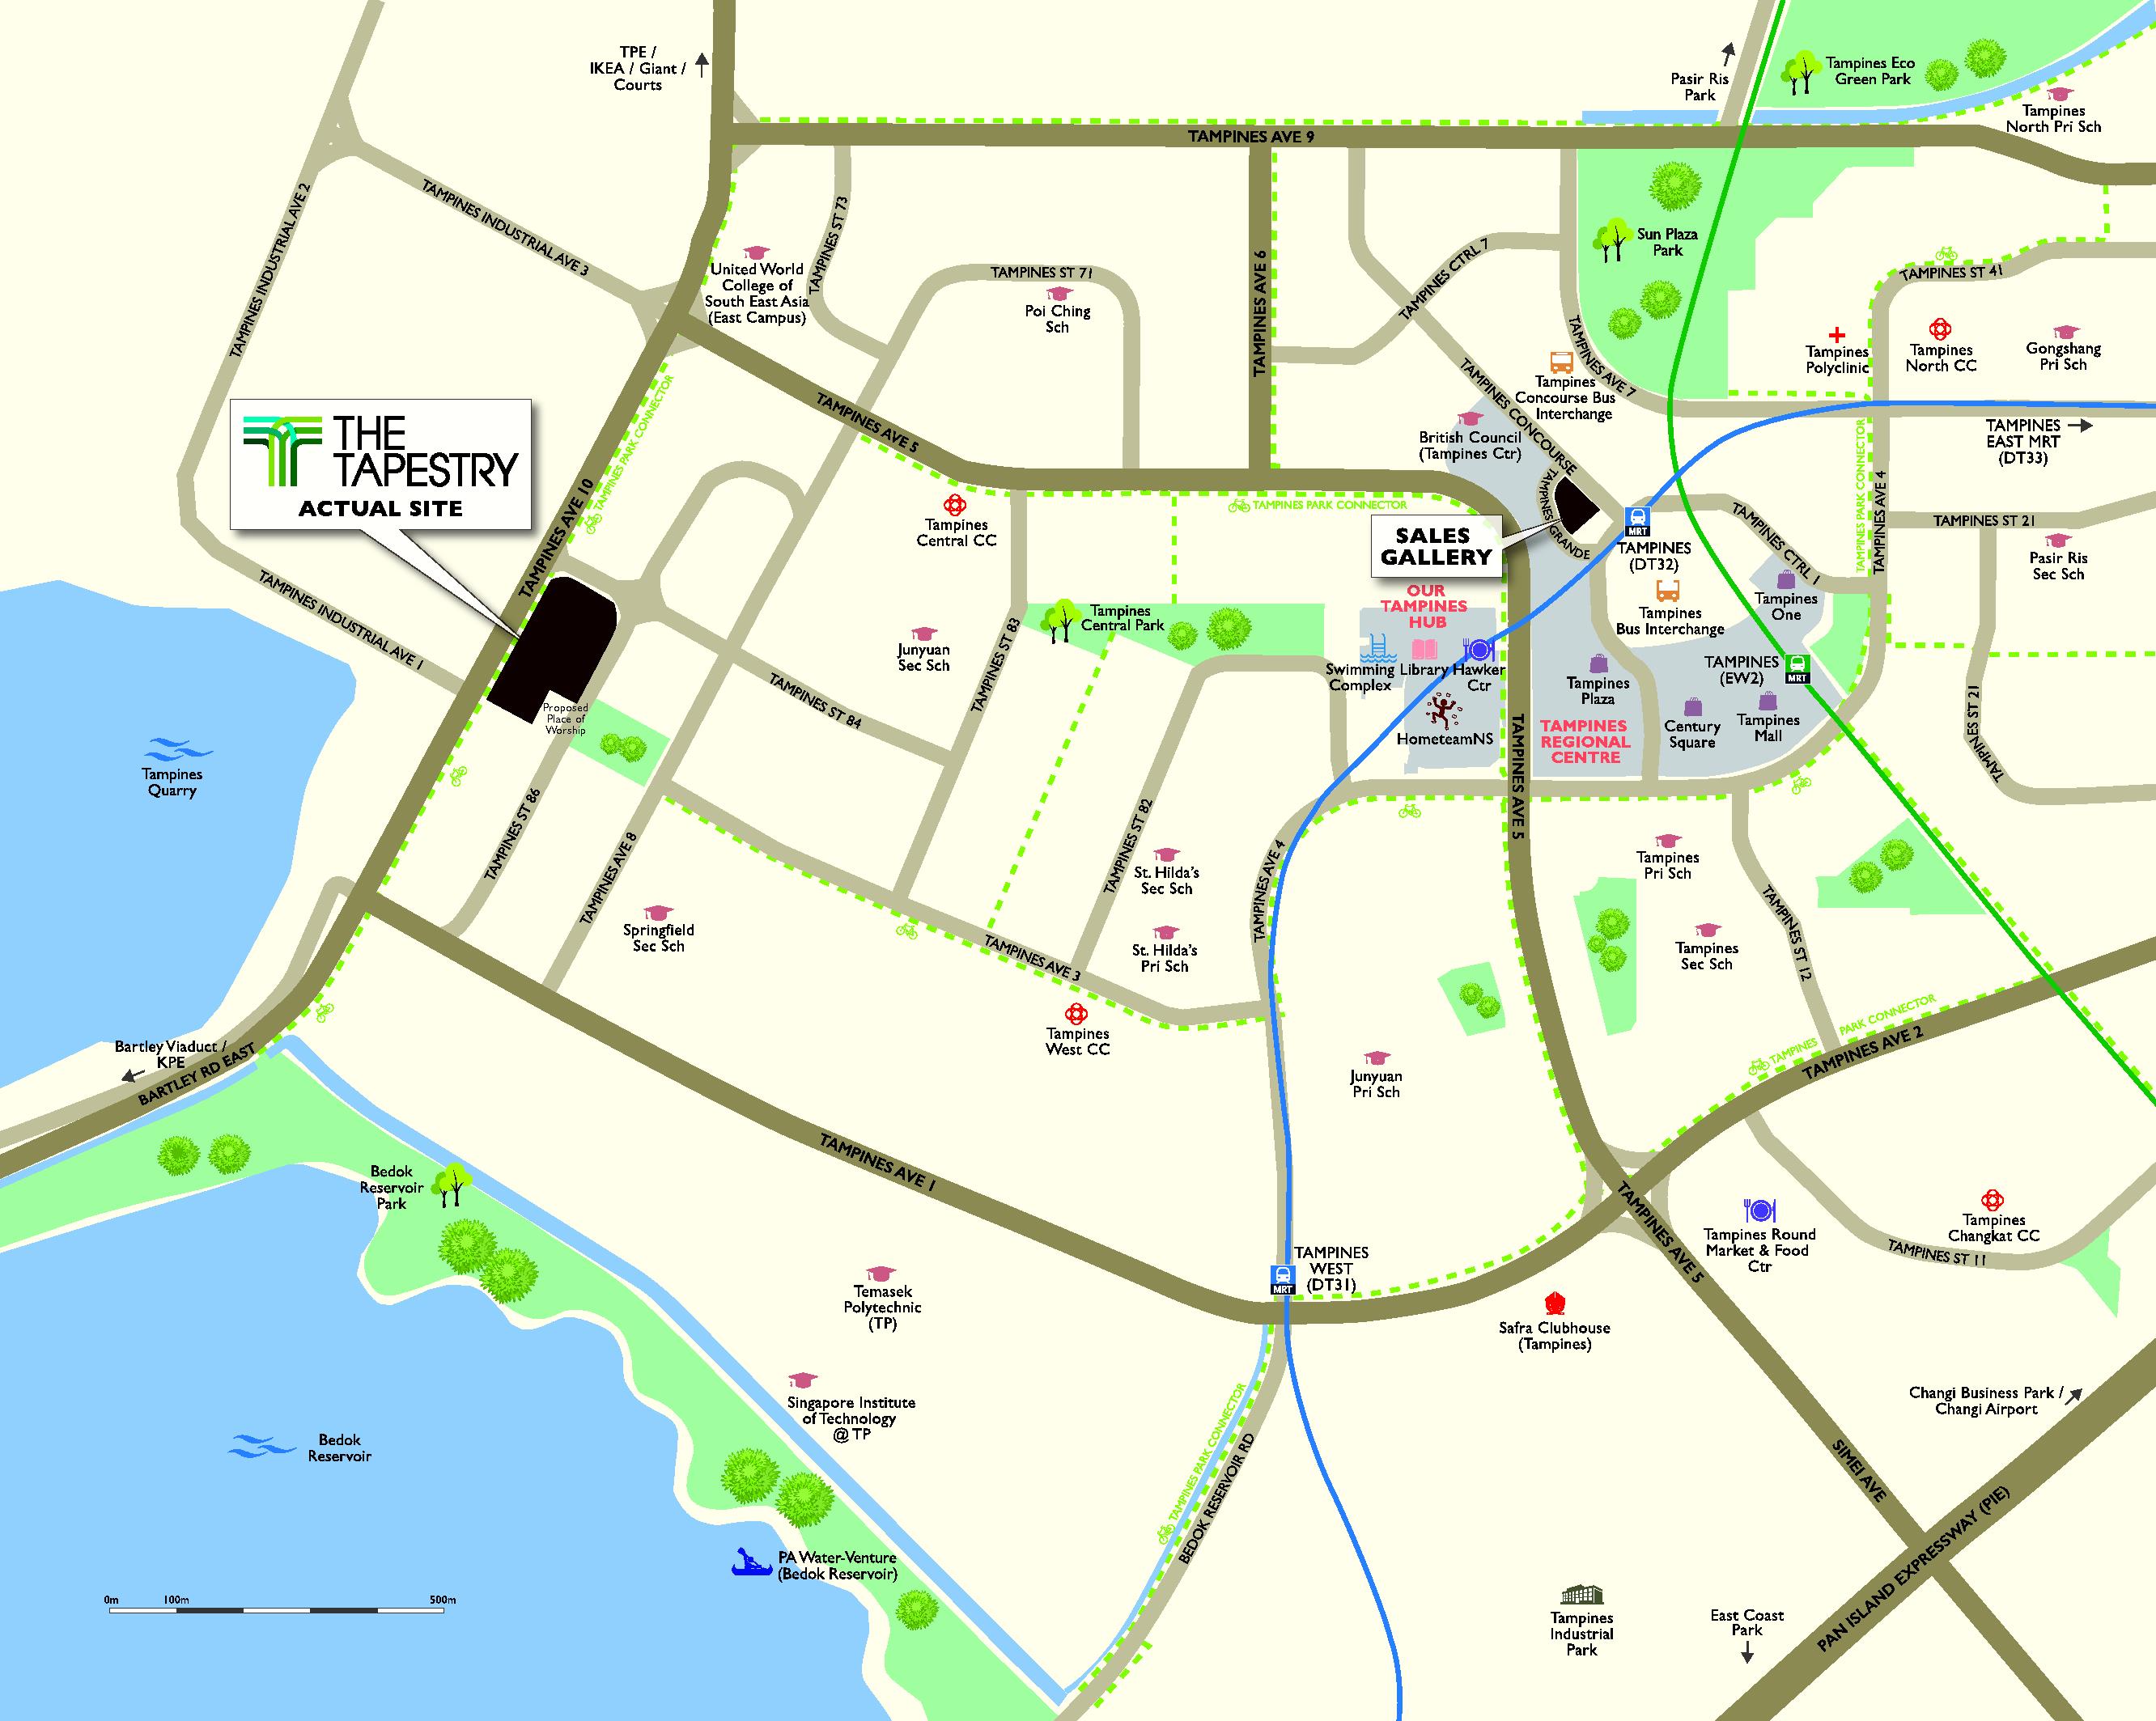 TPE /
IKEA / Giant /
Courts
Pasir Ris
Park
Tampines Eco
Green Park
Tampines
North Pri Sch
TAMPINES AVE 9
TAMPINES INDUSTRIAL AVE 2
TAMPINES INDUSTRIAL AVE 3
TAMPINES ST 73
United World
College of
South East Asia
(East Campus)
TAMPINES ST 71
Poi Ching
Sch
TAMPINES AVE 6
TAMPINES CTRL 7
Sun Plaza
Park
TAMPINES ST 41
TAMPINES AVE 7
Tampines
Polyclinic
Tampines
North CC
Gongshang
Pri Sch
TAMPINES CONCOURSE
Tampines
Concourse Bus
Interchange
TAMPINES PARK CONNECTOR
TAMPINES AVE 5
British Council
(Tampines Ctr)
TAMPINES
EAST MRT
(DT33)
THE
TAPESTRY
ACTUAL SITE
TAMPINES AVE 10
TAMPINES PARK CONNECTOR
TAMPINES GRANDE
TAMPINES PARK CONNECTOR
TAMPINES AVE 4
Tampines
Central CC
SALES
GALLERY
TAMPINES
(DT32)
TAMPINES CTRL 1
TAMPINES ST 21
Pasir Ris
Sec Sch
TAMPINES INDUSTRIAL AVE 1
OUR
TAMPINES
HUB
Tampines
Bus Interchange
Tampines
One
Tampines
Central Park
Junyuan
Sec Sch
TAMPINES ST 83
Swimming
Complex
Library
Hawker
Ctr
Tampines
Plaza
TAMPINES
(EW2)
TAMPINES ST 84
Proposed
Place of
Worship
HometeamNS
TAMPINES
REGIONAL
CENTRE
Century
Square
Tampines
Mall
TAMPINES ST 21
TAMPINES
Tampines
Quarry
TAMPINES AVE 5
TAMPINES ST 86
TAMPINES AVE 8
TAMPINES ST 82
St. Hilda's
Sec Sch
TAMPINES AVE 4
Tampines
Pri Sch
TAMPINES ST 12
Springfield
Sec Sch
TAMPINES AVE 3
St. Hilda's
Pri Sch
Tampines
Sec Sch
Tampines
West CC
Bartley Viaduct /
KPE
BARTLEY RD EAST
Junyuan
Pri Sch
TAMPINES PARK CONNECTOR
TAMPINES AVE 2
TAMPINES AVE 1
Bedok
Reservoir
Park
TAMPINES AVE 5
Tampines Round
Market & Food
Ctr
Tampines
Changkat CC
TAMPINES ST 11
TAMPINES
WEST
(DT31)
Temasek
Polytechnic
(TP)
Safra Clubhouse
(Tampines)
Singapore Institute
of Technology
@ TP
Changi Business Park /
Changi Airport
Bedok
Reservoir
TAMPINES PARK CONNECTOR
BEDOK RESERVOIR RD
SIMEI AVE
PAN ISLAND EXPRESSWAY (PIE)
PA Water-Venture
(Bedok Reservoir)
0m 100m 500m
Tampines
Industrial
Park
East Coast
Park
MRT
MRT
MRT